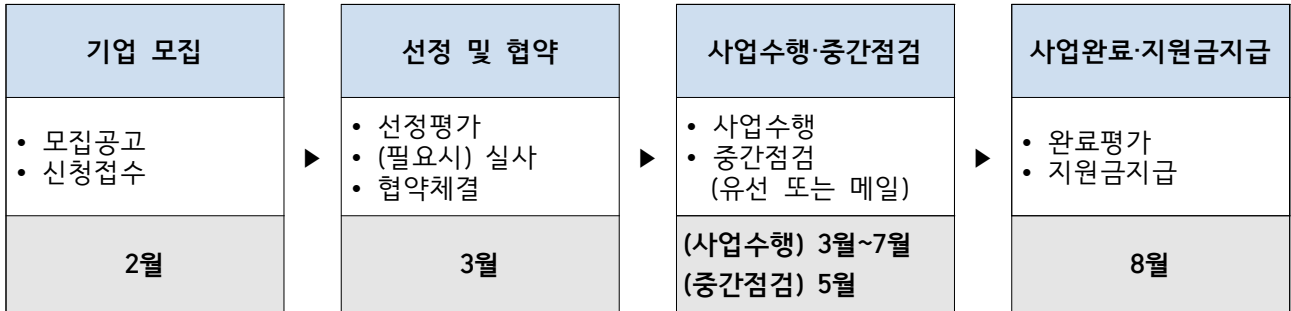 기업 모집
• 모집공고
• 신청접수
2월
▶
선정 및 협약
• 선정평가
• (필요시) 실사
• 협약체결
3월
▶
사업수행·중간점검
• 사업수행
• 중간점검
(유선 또는 메일)
(사업수행) 3월~7월
(중간점검) 5월
▶
사업완료·지원금지급
• 완료평가
• 지원금지급
8월